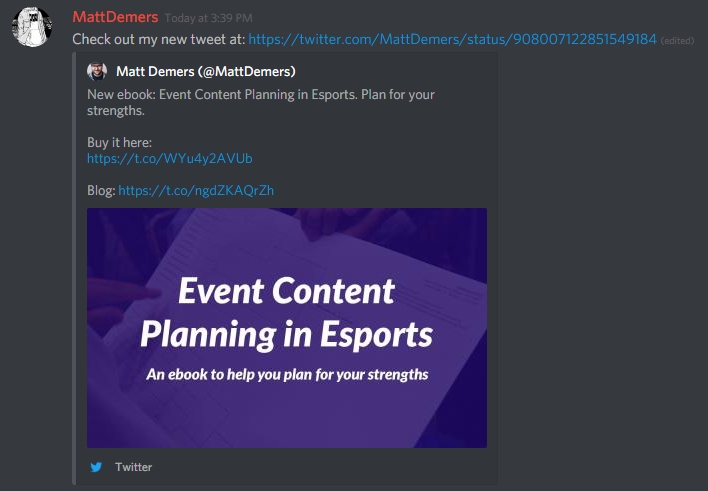 MattDemers Today at 3:39 PM
Check out my new tweet at: https://twitter.com/MattDemers/status/908007122851549184 (edited)
Matt Demers (@MattDemers)
New ebook: Event Content Planning in Esports. Plan for your
strengths.
Buy it here:
https://t.co/WYu4y2AVUb
Blog: https://t.co/ngdZKAQrZh
Event Content
Planning in Esports
An ebook to help you plan for your strengths
Twitter